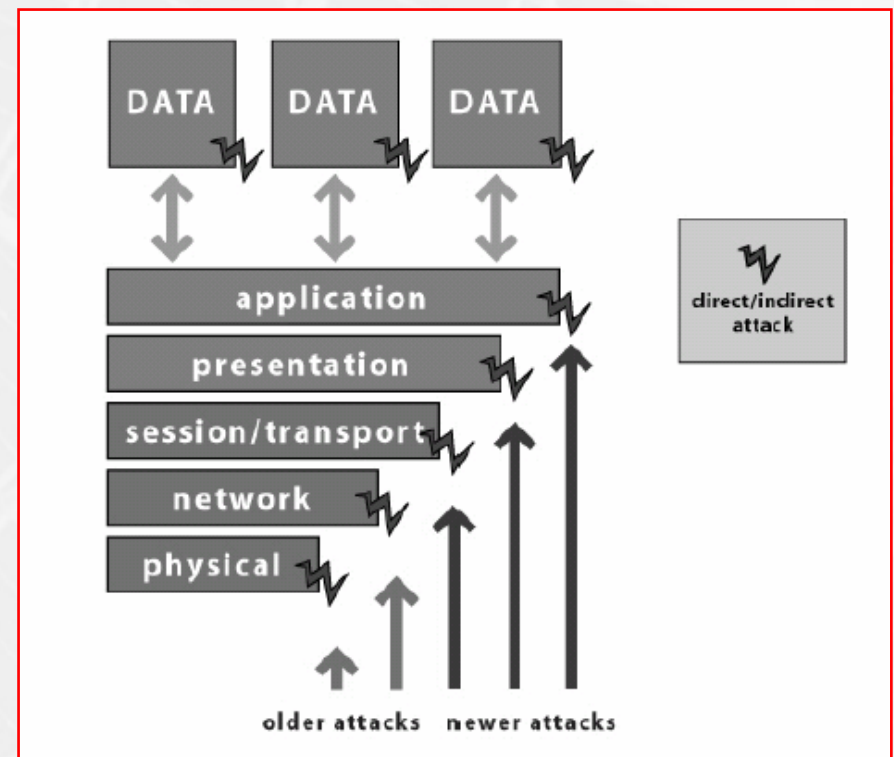 DATA
DATA
DATA
application
presentation
session/transport
network
physical
direct/indirect
attack
older attacks
newer attacks